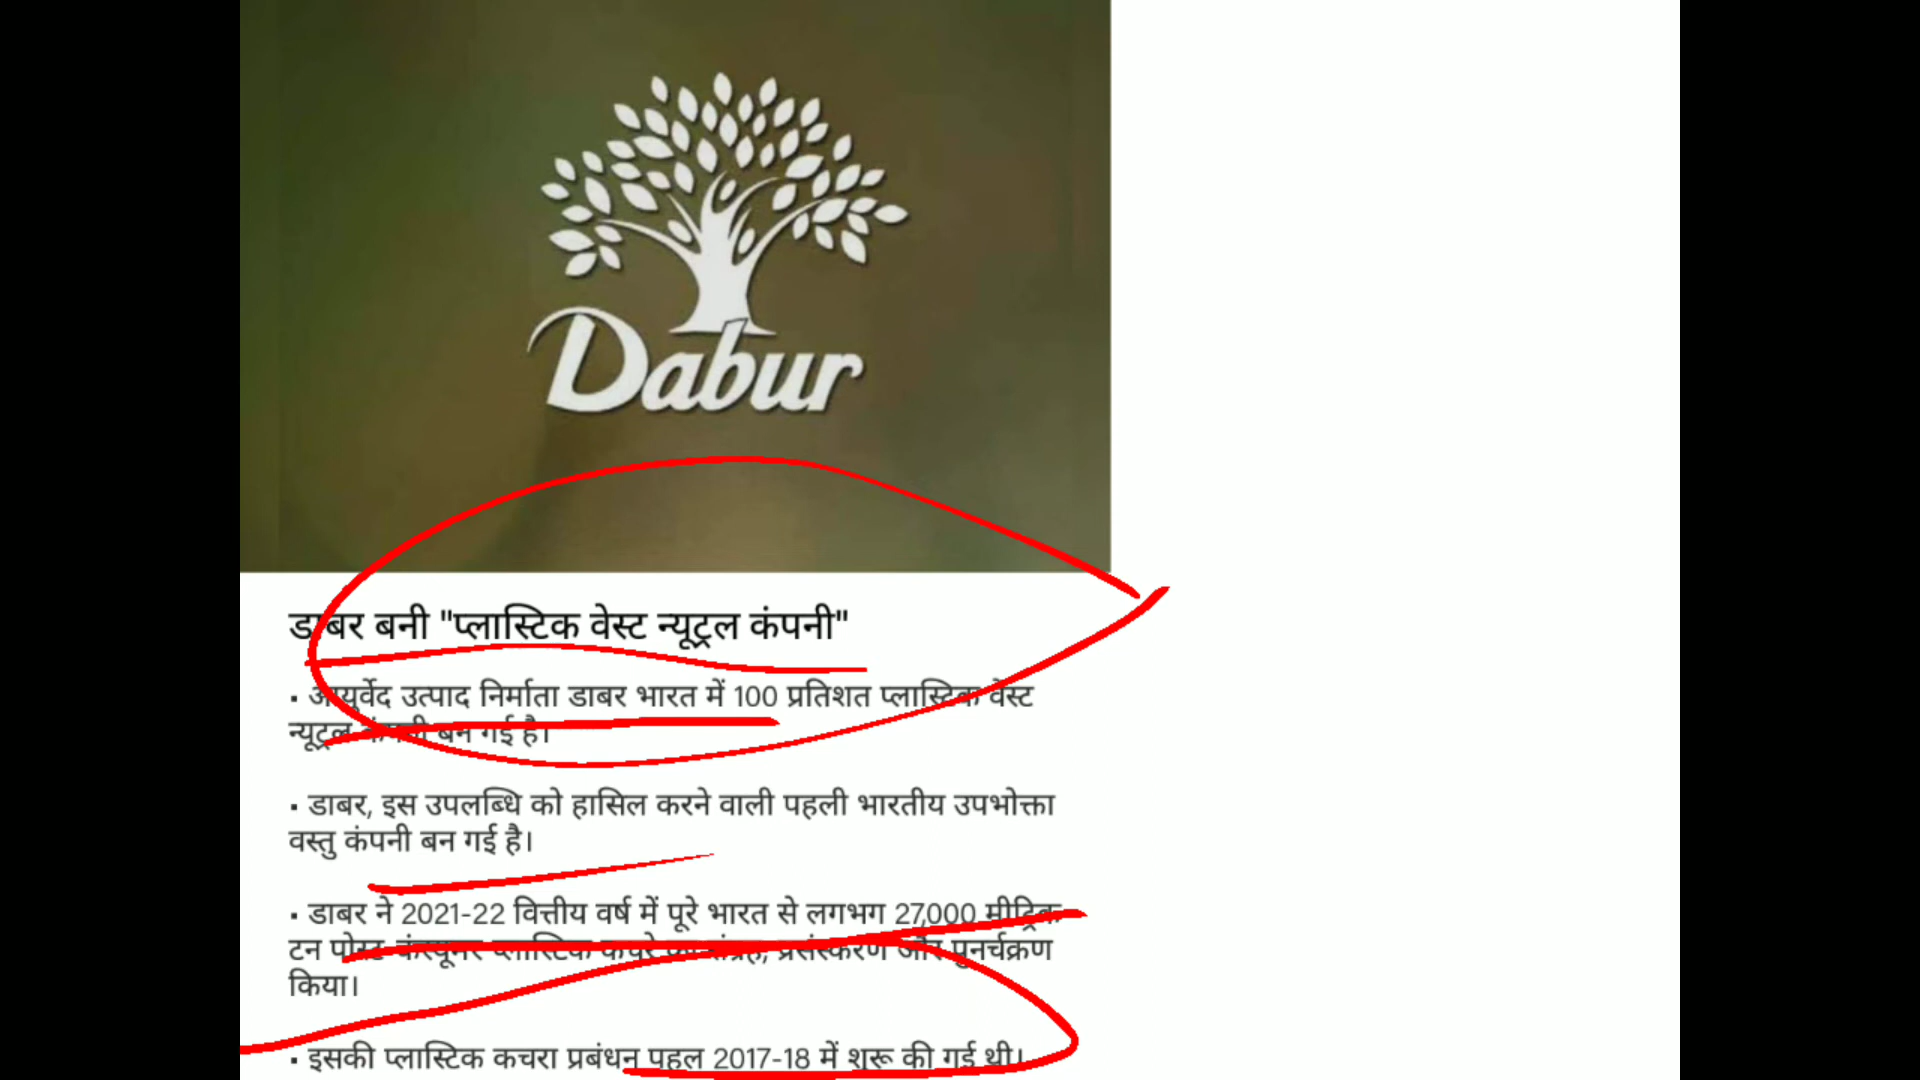 Dabur
डाबर बनी "प्लास्टिक वेस्ट न्यूट्रल कंपनी"
▪ आयुर्वेद उत्पाद निर्माता डाबर भारत में 100 प्रतिशत प्लास्टिक वेस्ट
न्यूट्रल कंपनी बन गई है।
▪ डाबर, इस उपलब्धि को हासिल करने वाली पहली भारतीय उपभोक्ता
वस्तु कंपनी बन गई है।
▪ डाबर ने 2021-22 वित्तीय वर्ष में पूरे भारत से लगभग 27,000 मीट्रिक
टन पोस्ट-कंस्यूमर प्लास्टिक कचरे का संग्रह, प्रसंस्करण और पुनर्चक्रण
किया।
▪ इसकी प्लास्टिक कचरा प्रबंधन पहल 2017-18 में शुरू की गई थी।